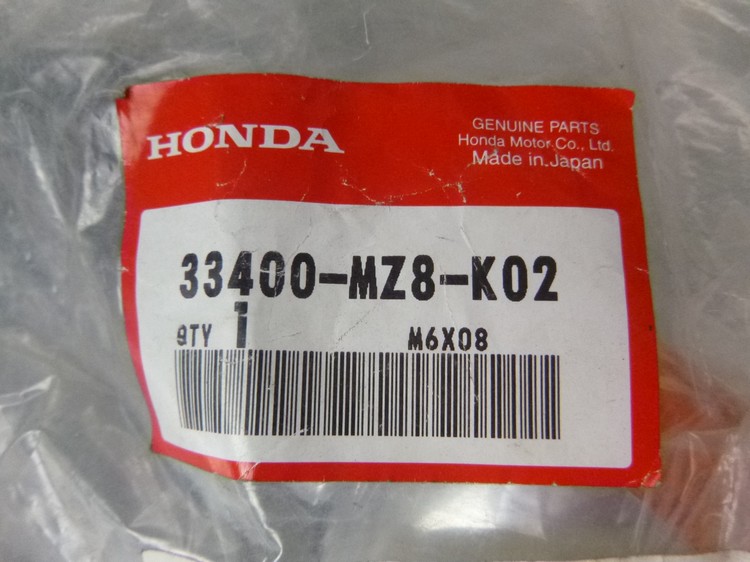 HONDA
GENUINE PARTS
Honda Motor Co., Ltd.
Made in Japan
33400-MZ8-K02
QTY 1 M6X08